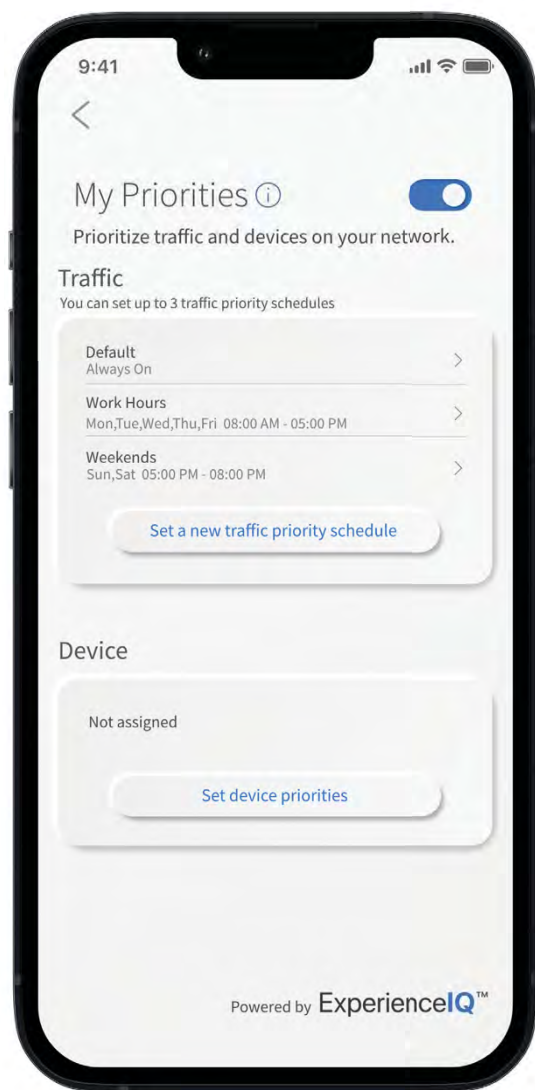 9:41
My Priorities
Prioritize traffic and devices on your network.
Traffic
You can set up to 3 traffic priority schedules
Default
Always On
Work Hours
Mon,Tue,Wed,Thu,Fri 08:00 AM - 05:00 PM
Weekends
Sun,Sat 05:00 PM - 08:00 PM
Set a new traffic priority schedule
Device
Not assigned
Set device priorities
Powered by ExperienceIQ™